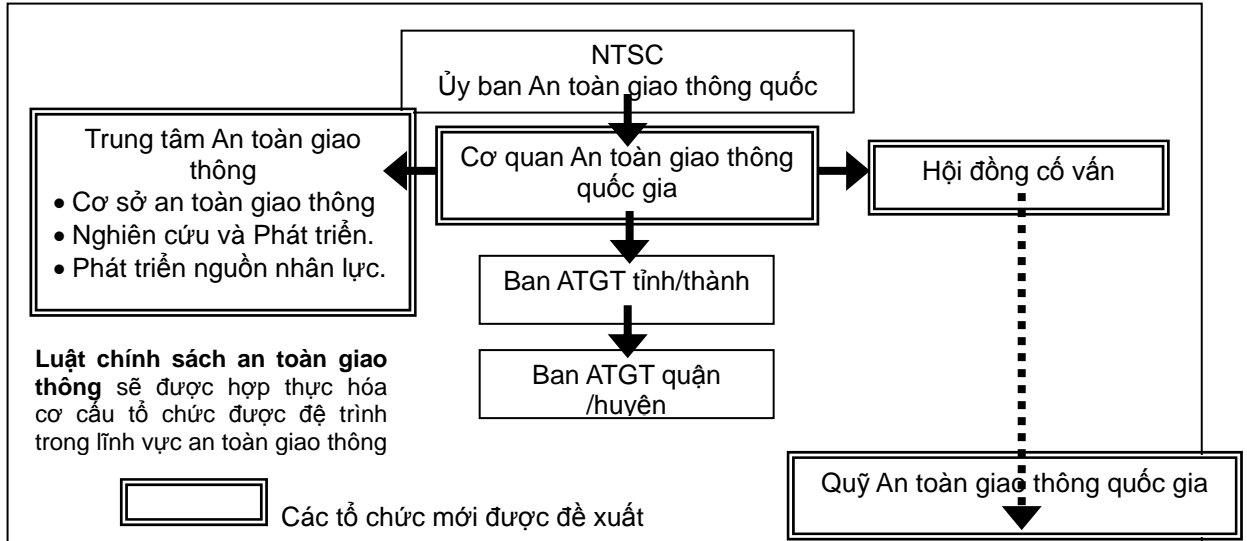 NTSC
Ủy ban An toàn giao thông quốc
Trung tâm An toàn giao
thông
• Cơ sở an toàn giao thông
• Nghiên cứu và Phát triển.
• Phát triển nguồn nhân lực.
Cơ quan An toàn giao thông
quốc gia
Hội đồng cố vấn
Ban ATGT tỉnh/thành
Ban ATGT quận
/huyện
Luật chính sách an toàn giao
thông sẽ được hợp thực hóa
cơ cấu tổ chức được đệ trình
trong lĩnh vực an toàn giao thông
Quỹ An toàn giao thông quốc gia
Các tổ chức mới được đề xuất